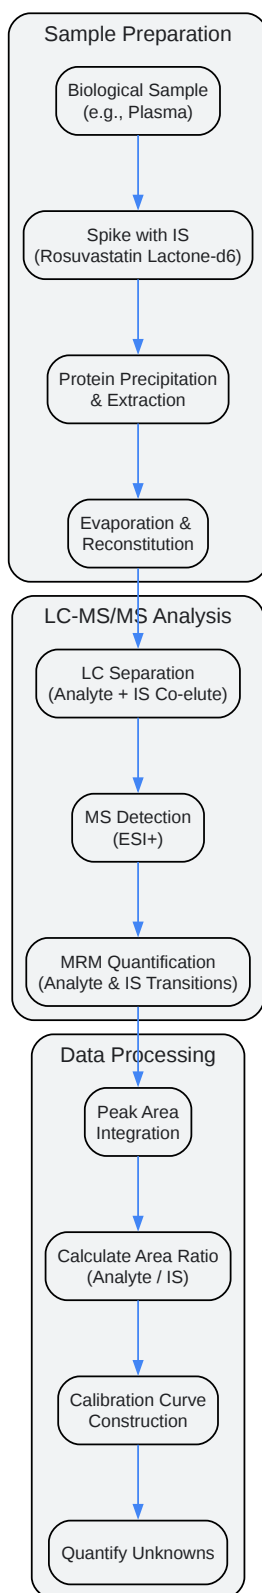 Sample Preparation
Biological Sample
(e.g., Plasma)
Spike with IS
(Rosuvastatin Lactone-d6)
Protein Precipitation
& Extraction
Evaporation &
Reconstitution
LC-MS/MS Analysis
LC Separation
(Analyte + IS Co-elute)
MS Detection
(ESI+)
MRM Quantification
(Analyte & IS Transitions)
Data Processing
Peak Area
Integration
Calculate Area Ratio
(Analyte / IS)
Calibration Curve
Construction
Quantify Unknowns